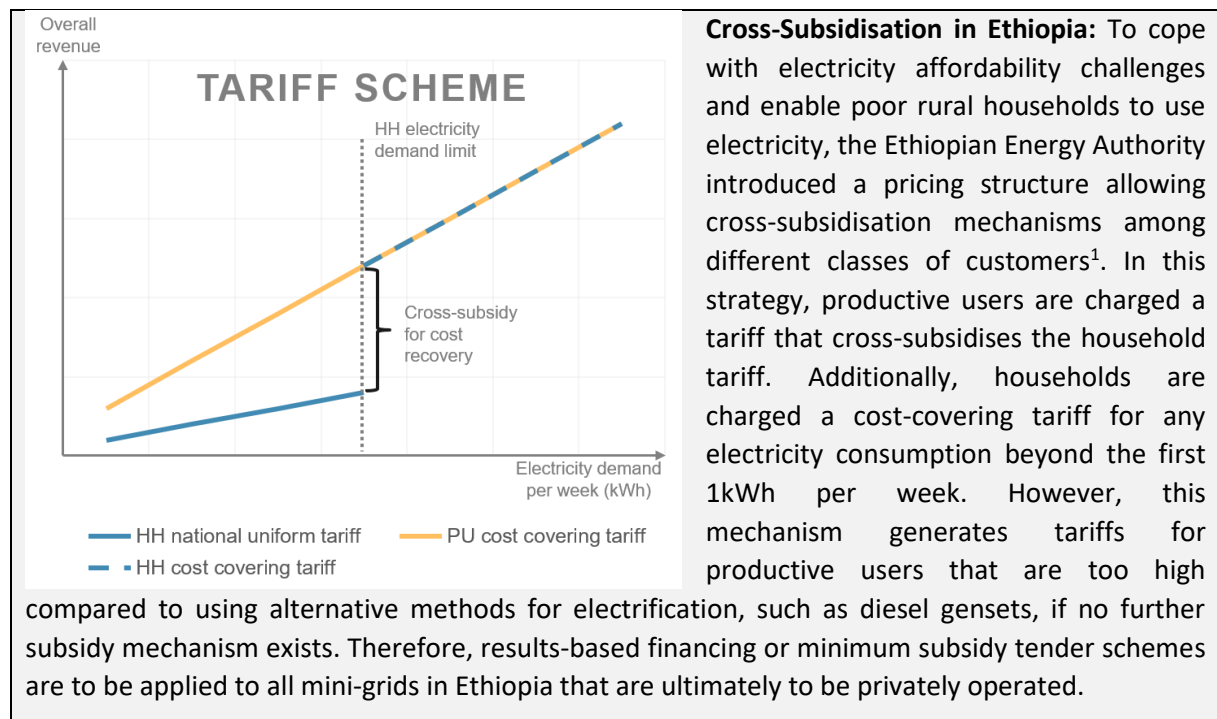 Overall
revenue
TARIFF SCHEME
HH electricity
demand limit
Cross-subsidy
for cost
recovery
Electricity demand
per week (kWh)
HH national uniform tariff
PU cost covering tariff
HH cost covering tariff
Cross-Subsidisation in Ethiopia: To cope
with electricity affordability challenges
and enable poor rural households to use
electricity, the Ethiopian Energy Authority
introduced a pricing structure allowing
cross-subsidisation mechanisms among
different classes of customers¹. In this
strategy, productive users are charged a
tariff that cross-subsidises the household
tariff. Additionally, households are
charged a cost-covering tariff for any
electricity consumption beyond the first
1kWh per week. However, this
mechanism generates tariffs for
productive users that are too high
compared to using alternative methods for electrification, such as diesel gensets, if no further
subsidy mechanism exists. Therefore, results-based financing or minimum subsidy tender schemes
are to be applied to all mini-grids in Ethiopia that are ultimately to be privately operated.